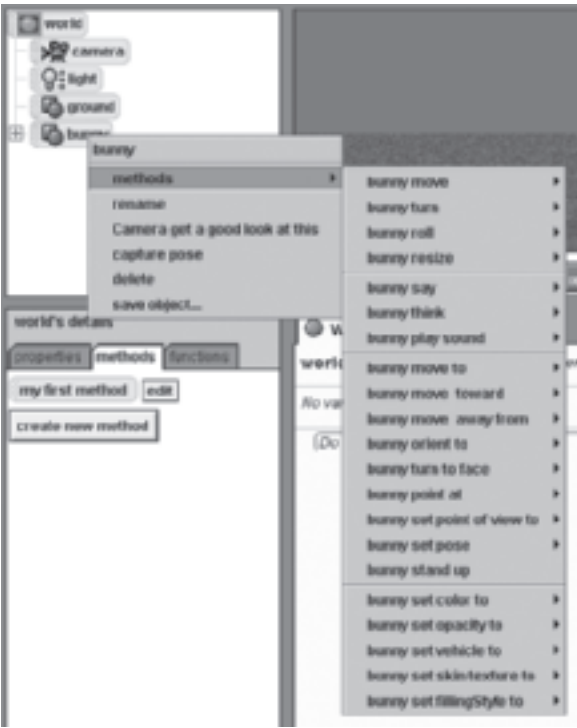 world
camera
light
ground
bunny
bunny
methods
rename
Camera get a good look at this
capture pose
delete
save object...
bunny move
bunny turn
bunny roll
bunny resize
bunny say
bunny think
bunny play sound
bunny move to
bunny move toward
bunny move away from
bunny orient to
bunny turn to face
bunny point at
bunny set point of view to
bunny set pose
bunny stand up
bunny set color to
bunny set opacity to
bunny set vehicle to
bunny set skin texture to
bunny set fillingStyle to
world's details
properties methods functions
my first method edit
create new method
W
world
No var
(Do